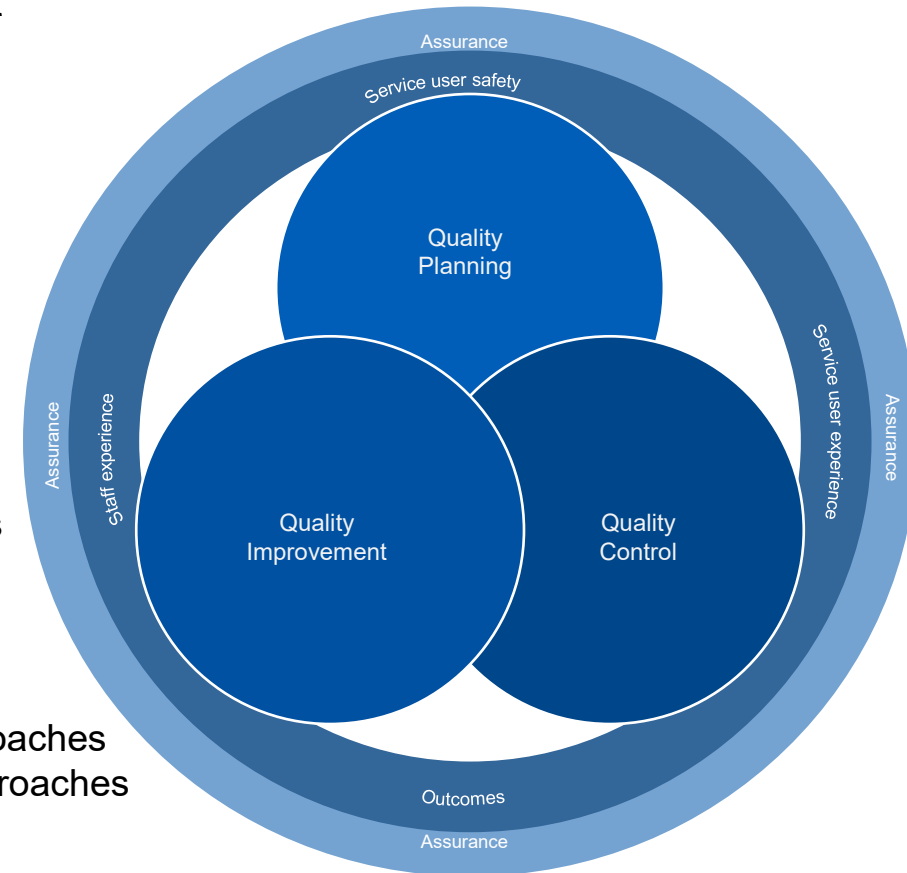 Assurance
Service user safety
Quality
Planning
Service user experience
Assurance
Staff experience
Assurance
Quality
Improvement
Quality
Control
roaches
Outcomes
Assurance